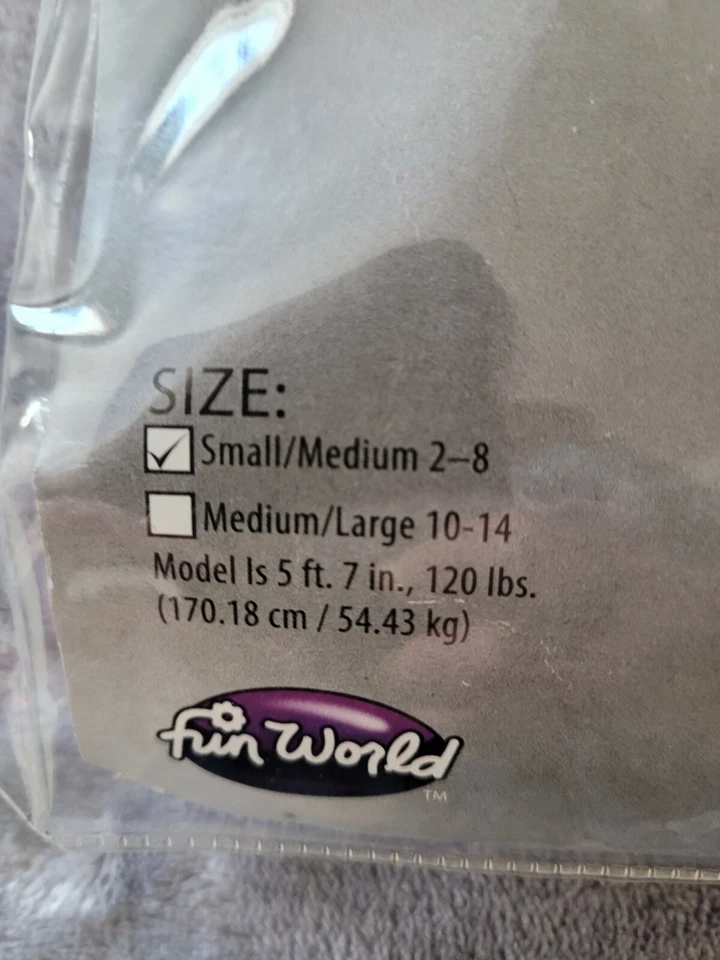 SIZE:
Small/Medium 2–8
Medium/Large 10-14
Model Is 5 ft. 7 in., 120 lbs.
(170.18 cm / 54.43 kg)
fun World
TM